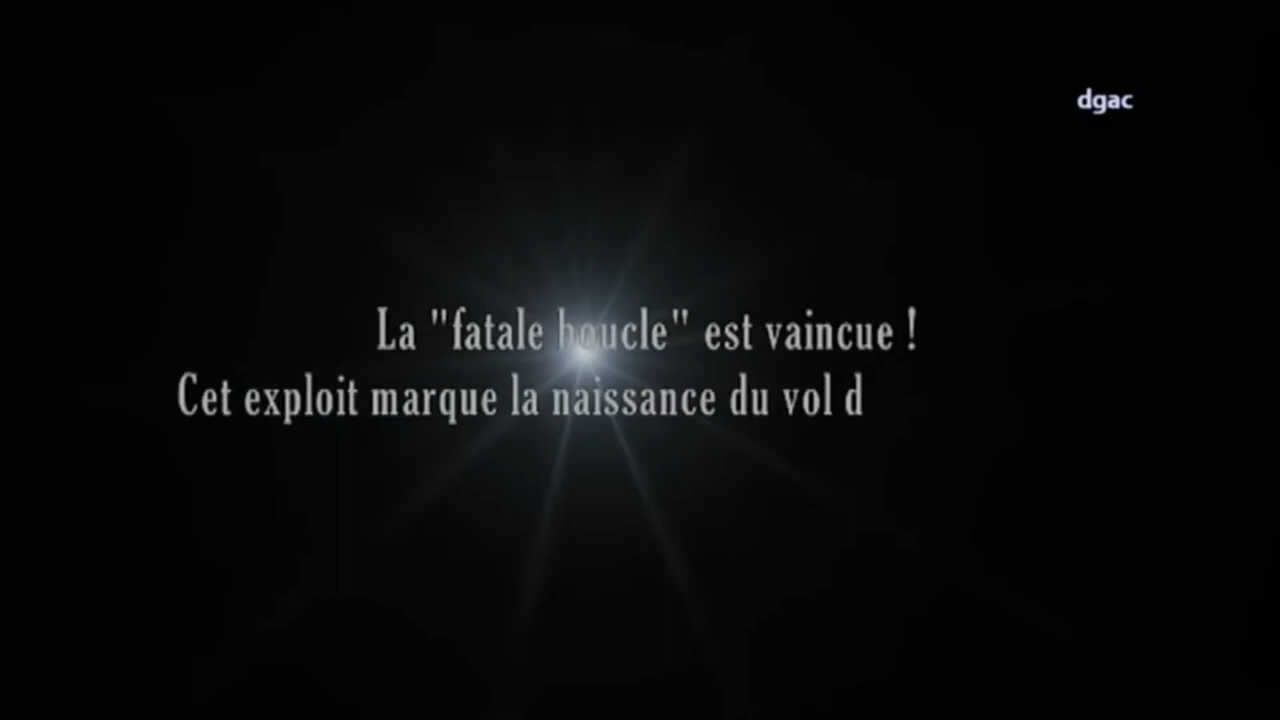 dgac
La "fatale boucle" est vaincue !
Cet exploit marque la naissance du vol d